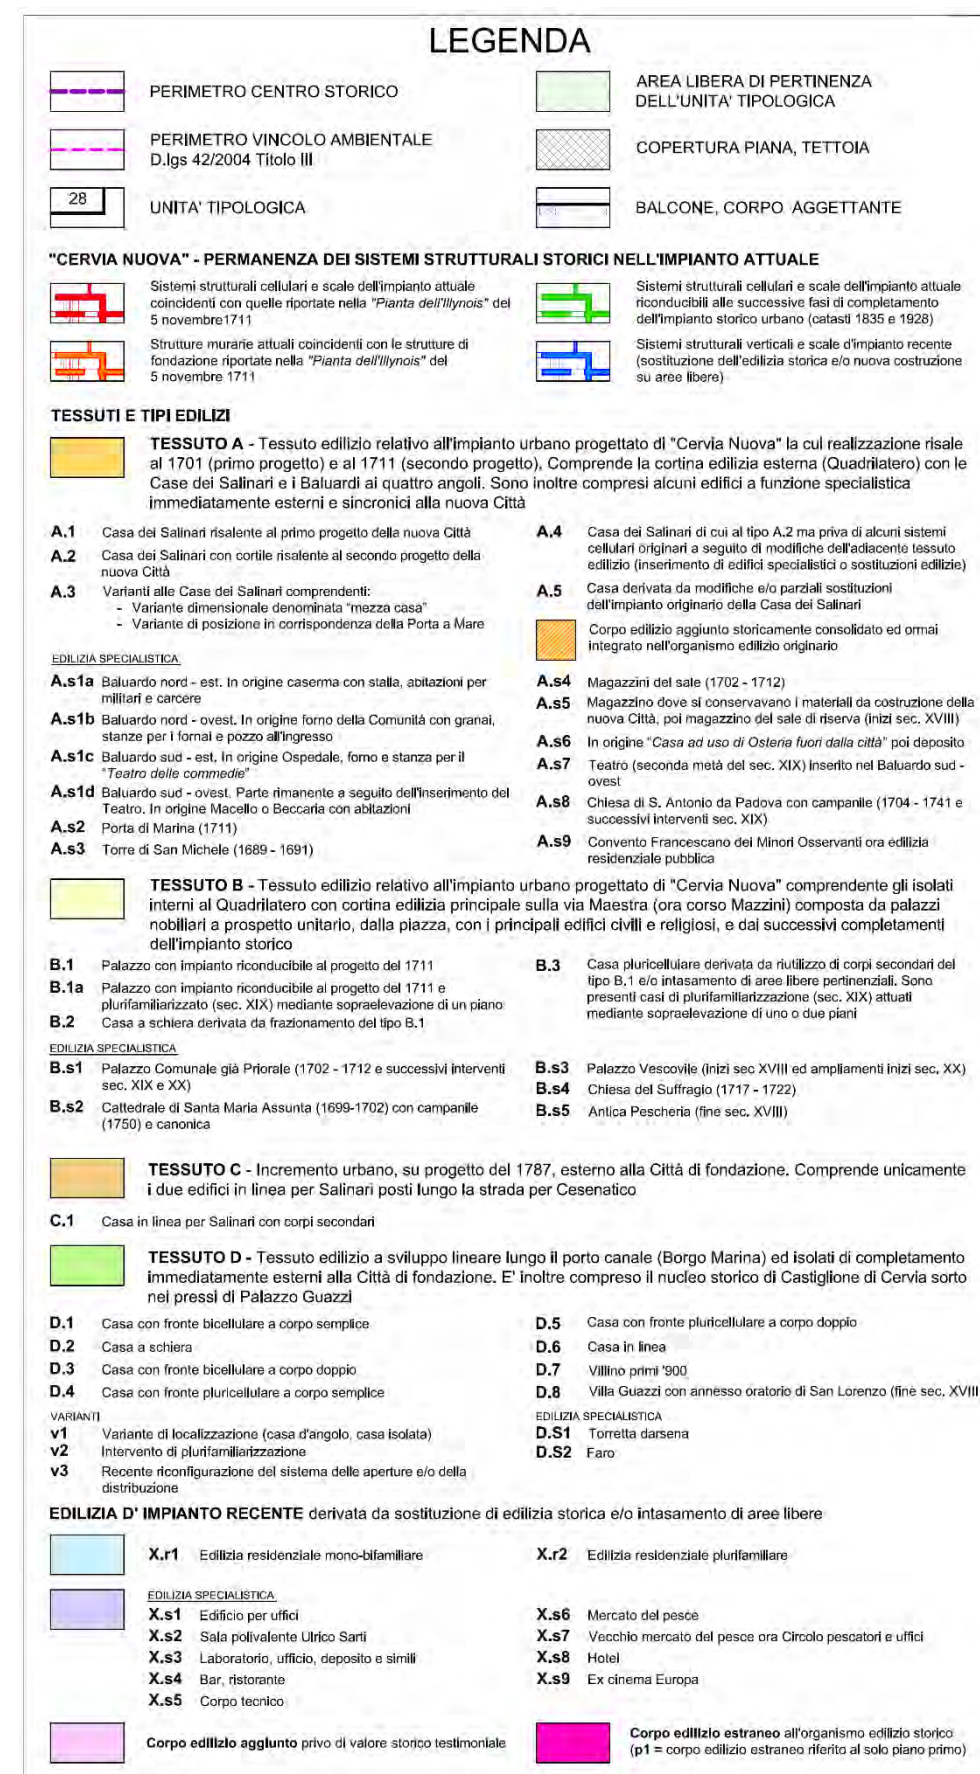 LEGENDA
PERIMETRO CENTRO STORICO
PERIMETRO VINCOLO AMBIENTALE
D.lgs 42/2004 Titolo III
28
UNITA' TIPOLOGICA
AREA LIBERA DI PERTINENZA
DELL'UNITA' TIPOLOGICA
COPERTURA PIANA, TETTOIA
BALCONE, CORPO AGGETTANTE
"CERVIA NUOVA" - PERMANENZA DEI SISTEMI STRUTTURALI STORICI NELL'IMPIANTO ATTUALE
Sistemi strutturali cellulari e scale dell'impianto attuale
coincidenti con quelle riportate nella "Pianta dell'Illynois" del
5 novembre1711
Strutture murarie attuali coincidenti con le strutture di
fondazione riportate nella "Pianta dell'Illynois" del
5 novembre 1711
Sistemi strutturali cellulari e scale dell'impianto attuale
riconducibili alle successive fasi di completamento
dell'impianto storico urbano (catasti 1835 e 1928)
Sistemi strutturali verticali e scale d'impianto recente
(sostituzione dell'edilizia storica e/o nuova costruzione
su aree libere)
TESSUTI E TIPI EDILIZI
TESSUTO A - Tessuto edilizio relativo all'impianto urbano progettato di "Cervia Nuova" la cui realizzazione risale
al 1701 (primo progetto) e al 1711 (secondo progetto), Comprende la cortina edilizia esterna (Quadrilatero) con le
Case dei Salinari e i Baluardi ai quattro angoli. Sono inoltre compresi alcuni edifici a funzione specialistica
immediatamente esterni e sincronici alla nuova Città
A.1 Casa dei Salinari risalente al primo progetto della nuova Città
A.2 Casa dei Salinari con cortile risalente al secondo progetto della
nuova Città
A.3 Varianti alle Case dei Salinari comprendenti:
- Variante dimensionale denominata "mezza casa"
- Variante di posizione in corrispondenza della Porta a Mare
A.4 Casa dei Salinari di cui al tipo A.2 ma priva di alcuni sistemi
cellulari originari a seguito di modifiche dell'adiacente tessuto
edilizio (inserimento di edifici specialistici o sostituzioni edilizie)
A.5 Casa derivata da modifiche e/o parziali sostituzioni
dell'impianto originario della Casa dei Salinari
Corpo edilizio aggiunto storicamente consolidato ed ormai
integrato nell'organismo edilizio originario
EDILIZIA SPECIALISTICA
A.s1a Baluardo nord - est. In origine caserma con stalla, abitazioni per
militari e carcere
A.s1b Baluardo nord - ovest. In origine forno della Comunità con granai,
stanze per i fornai e pozzo all'ingresso
A.s1c Baluardo sud - est. In origine Ospedale, forno e stanza per il
"Teatro delle commedie"
A.s1d Baluardo sud - ovest. Parte rimanente a seguito dell'inserimento del
Teatro. In origine Macello o Beccaria con abitazioni
A.s2 Porta di Marina (1711)
A.s3 Torre di San Michele (1689 - 1691)
A.s4 Magazzini del sale (1702 - 1712)
A.s5 Magazzino dove si conservavano i materiali da costruzione della
nuova Città, poi magazzino del sale di riserva (inizi sec. XVIII)
A.s6 In origine "Casa ad uso di Osteria fuori dalla città" poi deposito
A.s7 Teatro (seconda metà del sec. XIX) inserito nel Baluardo sud -
ovest
A.s8 Chiesa di S. Antonio da Padova con campanile (1704 - 1741 e
successivi interventi sec. XIX)
A.s9 Convento Francescano dei Minori Osservanti ora edilizia
residenziale pubblica
TESSUTO B - Tessuto edilizio relativo all'impianto urbano progettato di "Cervia Nuova" comprendente gli isolati
interni al Quadrilatero con cortina edilizia principale sulla via Maestra (ora corso Mazzini) composta da palazzi
nobiliari a prospetto unitario, dalla piazza, con i principali edifici civili e religiosi, e dai successivi completamenti
dell'impianto storico
B.1 Palazzo con impianto riconducibile al progetto del 1711
B.1a Palazzo con impianto riconducibile al progetto del 1711 e
plurifamiliarizzato (sec. XIX) mediante sopraelevazione di un piano
B.2 Casa a schiera derivata da frazionamento del tipo B.1
B.3 Casa pluricellulare derivata da riutilizzo di corpi secondari del
tipo B.1 e/o intasamento di aree libere pertinenziali. Sono
presenti casi di plurifamiliarizzazione (sec. XIX) attuati
mediante sopraelevazione di uno o due piani
EDILIZIA SPECIALISTICA
B.s1 Palazzo Comunale già Priorale (1702 - 1712 e successivi interventi
sec. XIX e XX)
B.s2 Cattedrale di Santa Maria Assunta (1699-1702) con campanile
(1750) e canonica
B.s3 Palazzo Vescovile (inizi sec XVIII ed ampliamenti inizi sec. XX)
B.s4 Chiesa del Suffragio (1717 - 1722)
B.s5 Antica Pescheria (fine sec. XVIII)
TESSUTO C - Incremento urbano, su progetto del 1787, esterno alla Città di fondazione. Comprende unicamente
i due edifici in linea per Salinari posti lungo la strada per Cesenatico
C.1 Casa in linea per Salinari con corpi secondari
TESSUTO D - Tessuto edilizio a sviluppo lineare lungo il porto canale (Borgo Marina) ed isolati di completamento
immediatamente esterni alla Città di fondazione. E' inoltre compreso il nucleo storico di Castiglione di Cervia sorto
nei pressi di Palazzo Guazzi
D.1 Casa con fronte bicellulare a corpo semplice
D.2 Casa a schiera
D.3 Casa con fronte bicellulare a corpo doppio
D.4 Casa con fronte pluricellulare a corpo semplice
D.5 Casa con fronte pluricellulare a corpo doppio
D.6 Casa in linea
D.7 Villino primi '900
D.8 Villa Guazzi con annesso oratorio di San Lorenzo (fine sec. XVIII
VARIANTI
v1 Variante di localizzazione (casa d'angolo, casa isolata)
v2 Intervento di plurifamiliarizzazione
v3 Recente riconfigurazione del sistema delle aperture e/o della
distribuzione
EDILIZIA SPECIALISTICA
D.S1 Torretta darsena
D.S2 Faro
EDILIZIA D' IMPIANTO RECENTE derivata da sostituzione di edilizia storica e/o intasamento di aree libere
X.r1 Edilizia residenziale mono-bifamiliare
X.r2 Edilizia residenziale plurifamiliare
EDILIZIA SPECIALISTICA
X.s1 Edificio per uffici
X.s2 Sala polivalente Ulrico Sarti
X.s3 Laboratorio, ufficio, deposito e simili
X.s4 Bar, ristorante
X.s5 Corpo tecnico
X.s6 Mercato del pesce
X.s7 Vecchio mercato del pesce ora Circolo pescatori e uffici
X.s8 Hotel
X.s9 Ex cinema Europa
Corpo edilizio aggiunto privo di valore storico testimoniale
Corpo edilizio estraneo all'organismo edilizio storico
(p1 = corpo edilizio estraneo riferito al solo piano primo)